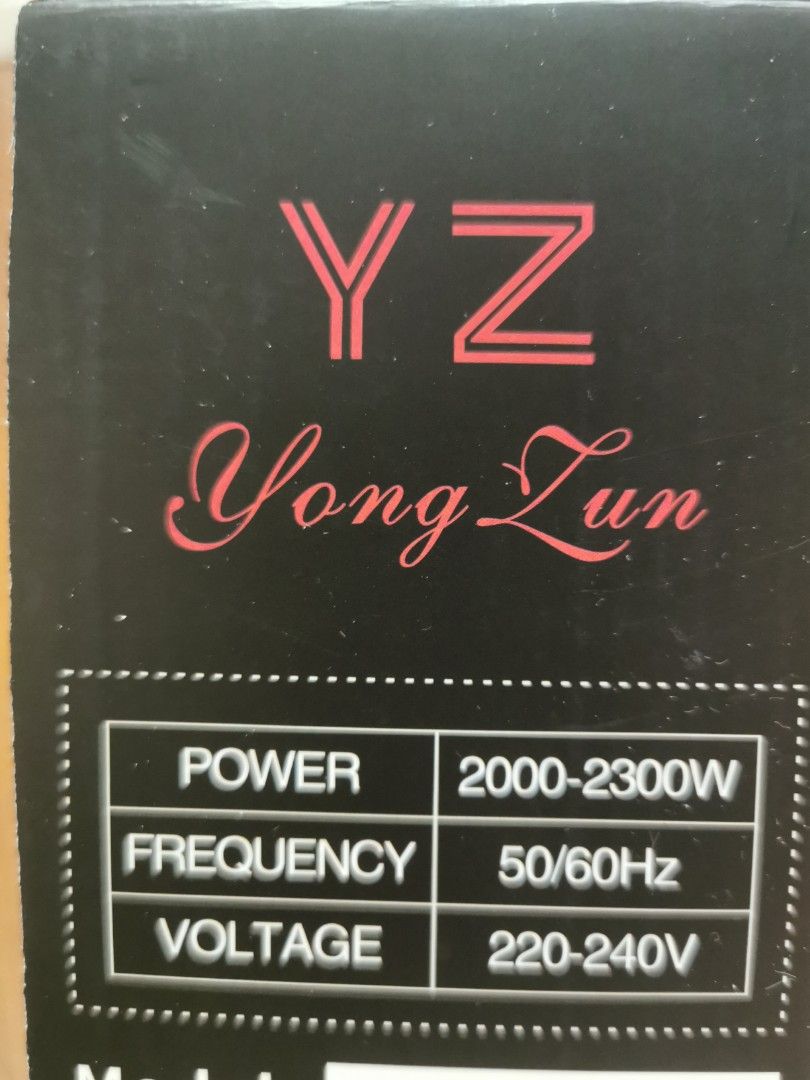 YZ
Yong Zun
POWER 2000-2300W
FREQUENCY 50/60Hz
VOLTAGE 220-240V